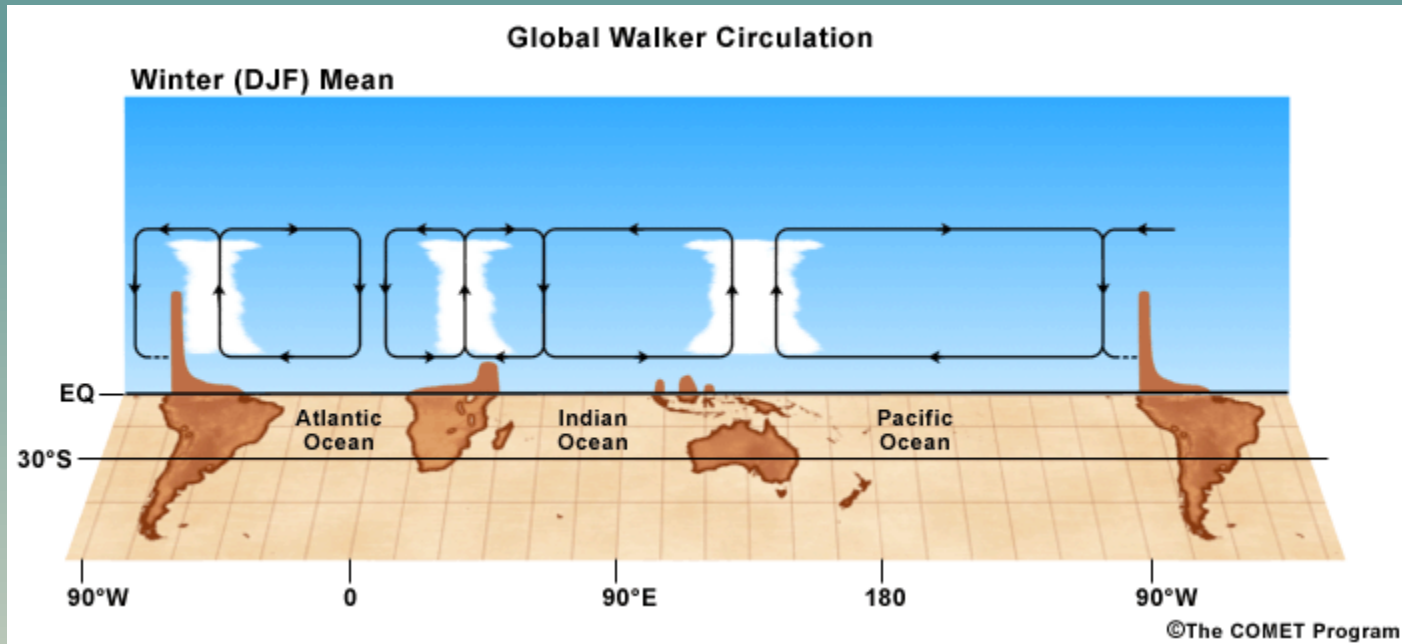 Global Walker Circulation
Winter (DJF) Mean
EQ
Atlantic
Ocean
Indian
Ocean
Pacific
Ocean
30°S
90°W
0
90°E
180
90°W
©The COMET Program